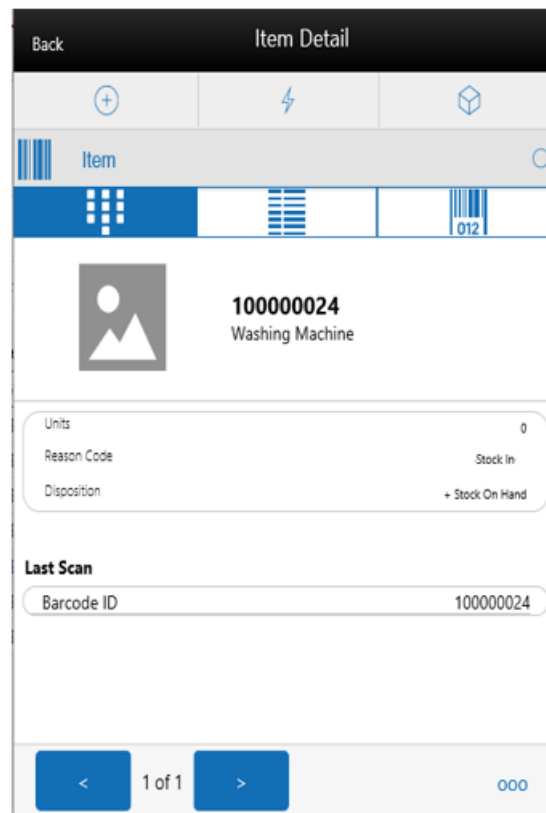 Back Item Detail
Item
012
100000024
Washing Machine
Units 0
Reason Code Stock In
Disposition + Stock On Hand
Last Scan
Barcode ID 100000024
< 1 of 1 > ooo